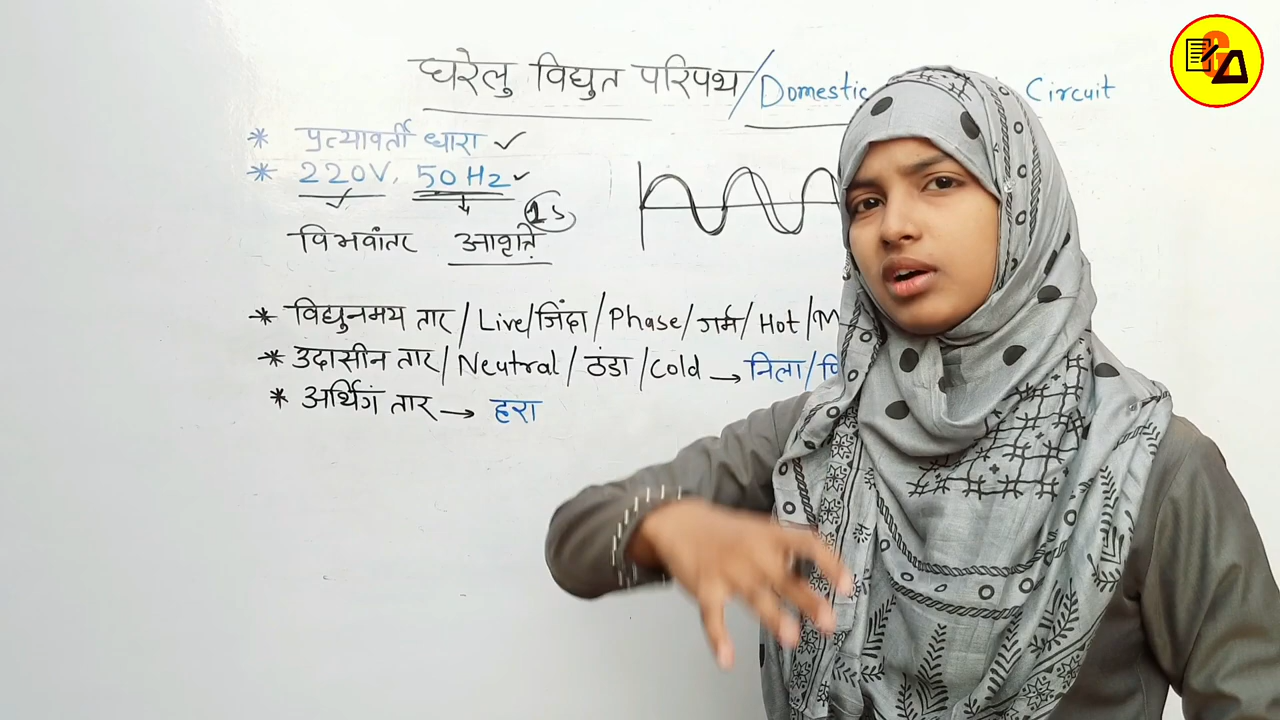 घरेलु विद्युत परिपथ/Domestic Circuit
* प्रत्यावर्ती धारा ✓
* 220V, 50Hz ✓
1s
विभवांतर आवृत्ति
* विद्युनमय तार/Live/जिंदा/Phase/गर्म/Hot/M
* उदासीन तार/Neutral/ठंडा/Cold → निला/
* अर्थिगं तार → हरा